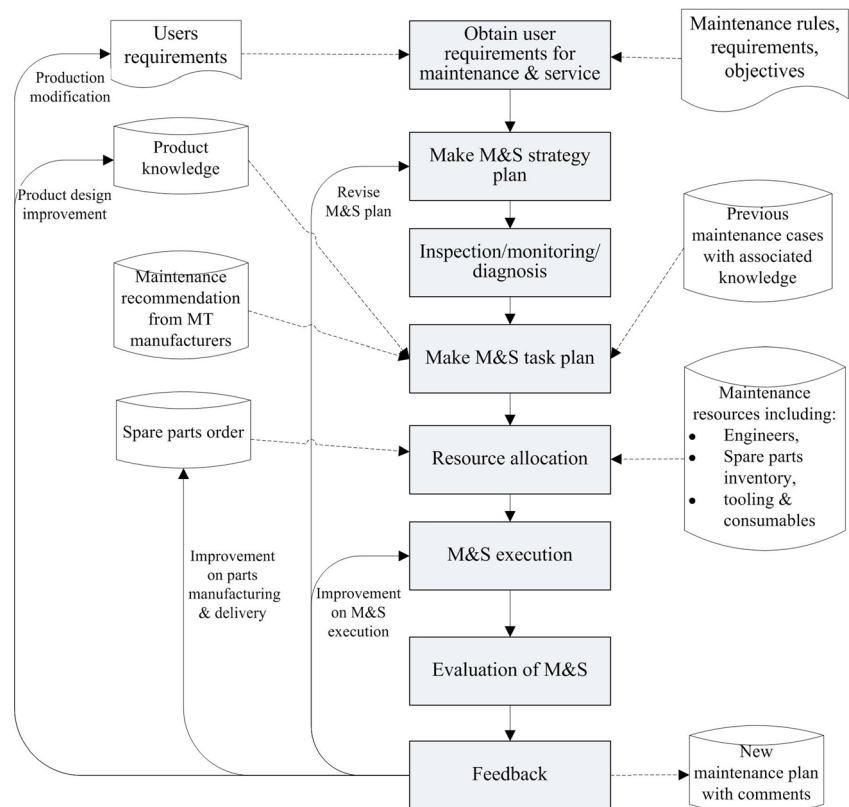 Users
requirements
Obtain user
requirements for
maintenance & service
Maintenance rules,
requirements,
objectives
Production
modification
Product
knowledge
Make M&S strategy
plan
Product design
improvement
Revise
M&S plan
Previous
maintenance cases
with associated
knowledge
Inspection/monitoring/
diagnosis
Maintenance
recommendation
from MT
manufacturers
Make M&S task plan
Maintenance
resources including:
● Engineers,
● Spare parts
inventory,
● tooling &
consumables
Spare parts order
Resource allocation
Improvement
on parts
manufacturing
& delivery
Improvement
on M&S
execution
M&S execution
Evaluation of M&S
Feedback
New
maintenance plan
with comments